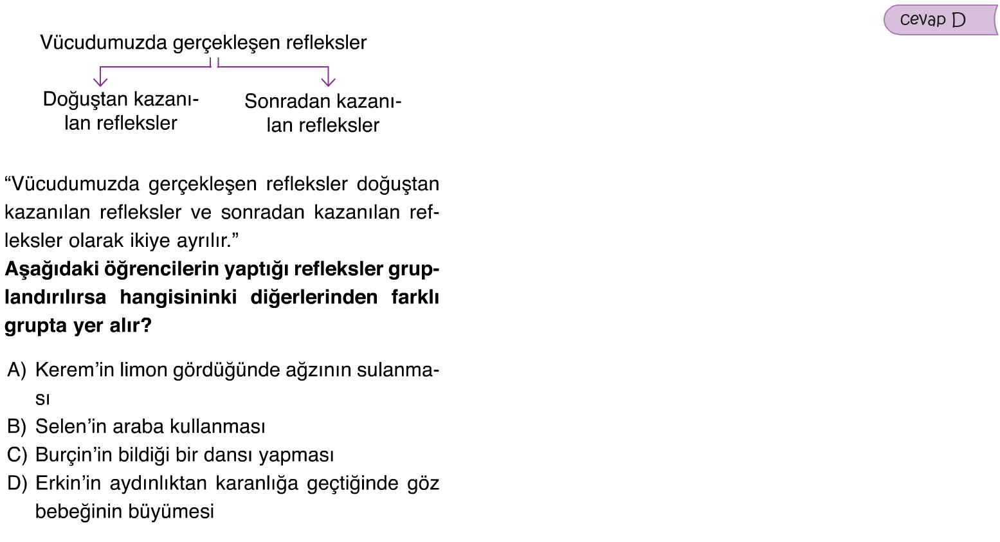 cevap D
Vücudumuzda gerçekleşen refleksler
Doğuştan kazanı-
lan refleksler
Sonradan kazanı-
lan refleksler
“Vücudumuzda gerçekleşen refleksler doğuştan
kazanılan refleksler ve sonradan kazanılan ref-
leksler olarak ikiye ayrılır.”
Aşağıdaki öğrencilerin yaptığı refleksler grup-
landırılırsa hangisininki diğerlerinden farklı
grupta yer alır?
A) Kerem’in limon gördüğünde ağzının sulanma-
sı
B) Selen’in araba kullanması
C) Burçin’in bildiği bir dansı yapması
D) Erkin’in aydınlıktan karanlığa geçtiğinde göz
bebeğinin büyümesi